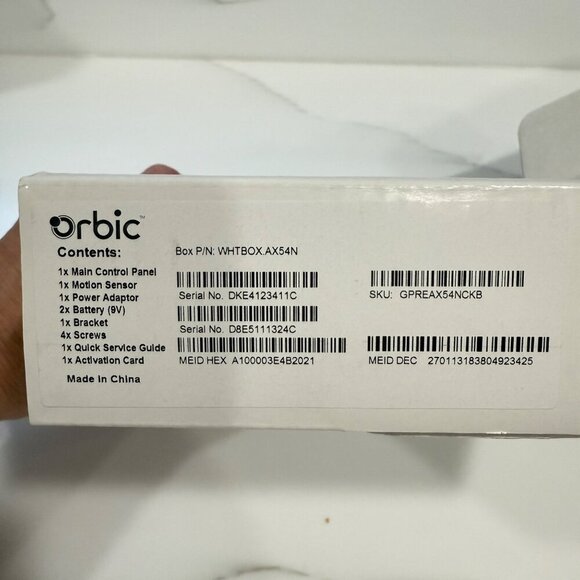 Orbic™
Contents:
1x Main Control Panel
1x Motion Sensor
1x Power Adaptor
2x Battery (9V)
1x Bracket
4x Screws
1x Quick Service Guide
1x Activation Card
Made in China
Box P/N: WHTBOX.AX54N
Serial No. DKE4123411C
Serial No. D8E5111324C
MEID HEX A100003E4B2021
SKU: GPREAX54NCKB
MEID DEC 270113183804923425